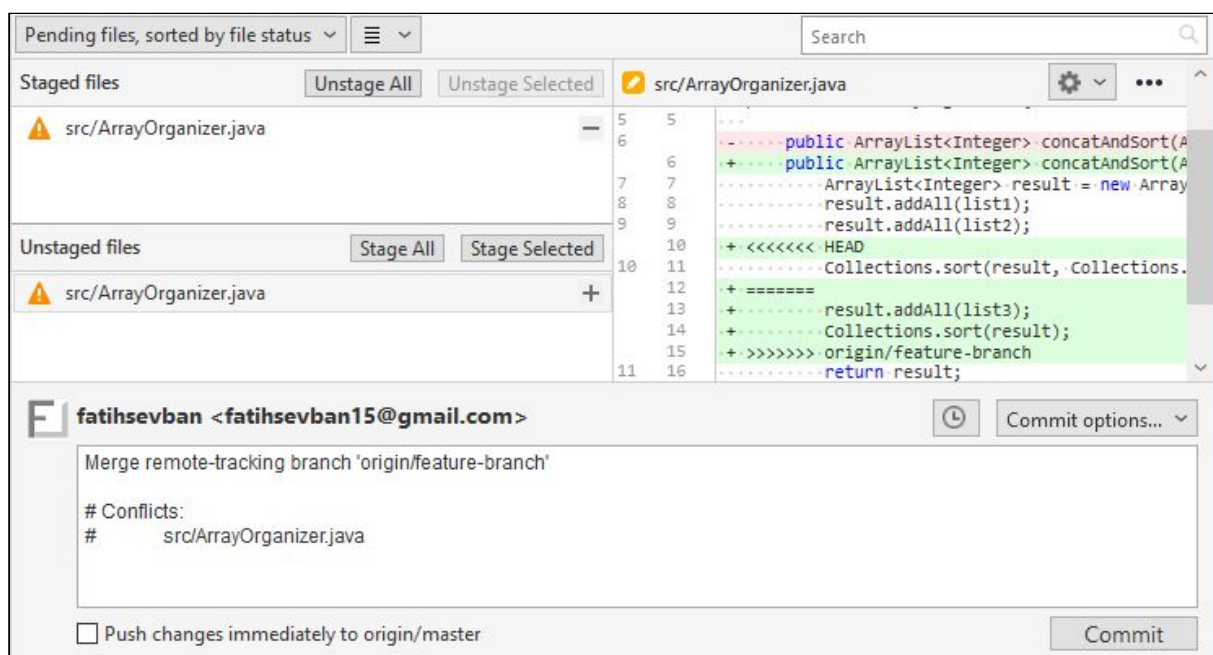 Pending files, sorted by file status
Search
Staged files
Unstage All
Unstage Selected
src/ArrayOrganizer.java
Unstaged files
Stage All
Stage Selected
src/ArrayOrganizer.java
src/ArrayOrganizer.java
5 5
6 - public ArrayList<Integer> concatAndSort(A
6 + public ArrayList<Integer> concatAndSort(A
7 7 ArrayList<Integer> result = new Array
8 8 result.addAll(list1);
9 9 result.addAll(list2);
10 + <<<<<<< HEAD
10 11 Collections.sort(result, Collections.
12 + =======
13 + result.addAll(list3);
14 + Collections.sort(result);
15 + >>>>>>> origin/feature-branch
11 16 return result;
F fatihsevban <fatihsevban15@gmail.com>
Commit options...
Merge remote-tracking branch 'origin/feature-branch'
# Conflicts:
# src/ArrayOrganizer.java
Push changes immediately to origin/master
Commit